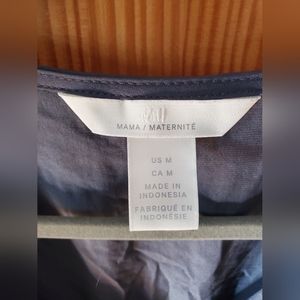 H&M
MAMA / MATERNITÉ
US M
CA M
MADE IN
INDONESIA
FABRIQUÉ EN
INDONÉSIE